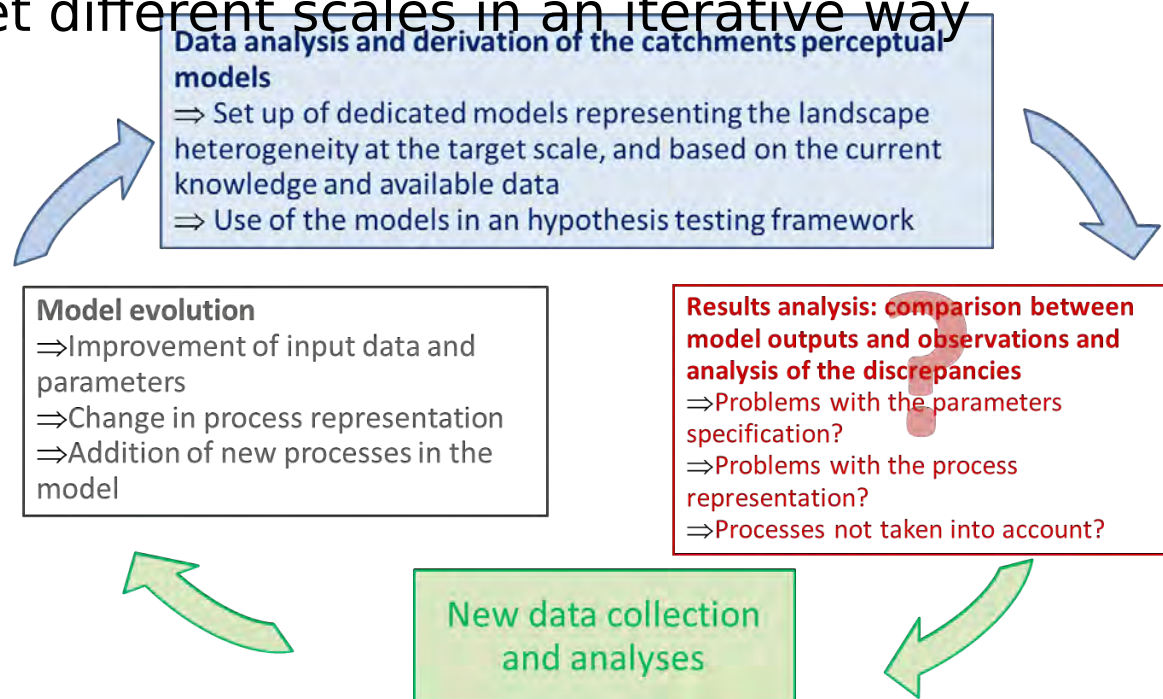 et different scales in an iterative way
Data analysis and derivation of the catchments perceptual
models
⇒ Set up of dedicated models representing the landscape
heterogeneity at the target scale, and based on the current
knowledge and available data
⇒ Use of the models in an hypothesis testing framework
Model evolution
⇒Improvement of input data and
parameters
⇒Change in process representation
⇒Addition of new processes in the
model
?
Results analysis: comparison between
model outputs and observations and
analysis of the discrepancies
⇒Problems with the parameters
specification?
⇒Problems with the process
representation?
⇒Processes not taken into account?
New data collection
and analyses